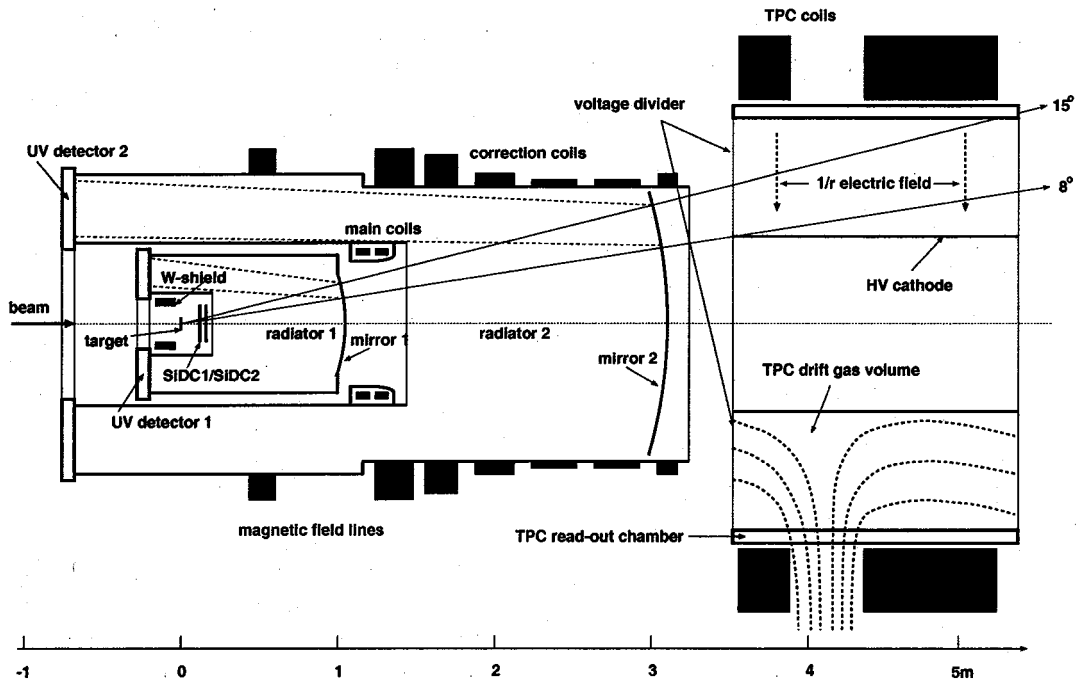 TPC coils
voltage divider
15°
UV detector 2
correction coils
1/r electric field
8°
main coils
W-shield
HV cathode
beam
target
radiator 1
mirror 1
radiator 2
mirror 2
SiDC1/SiDC2
TPC drift gas volume
UV detector 1
magnetic field lines
TPC read-out chamber
-1 0 1 2 3 4 5m